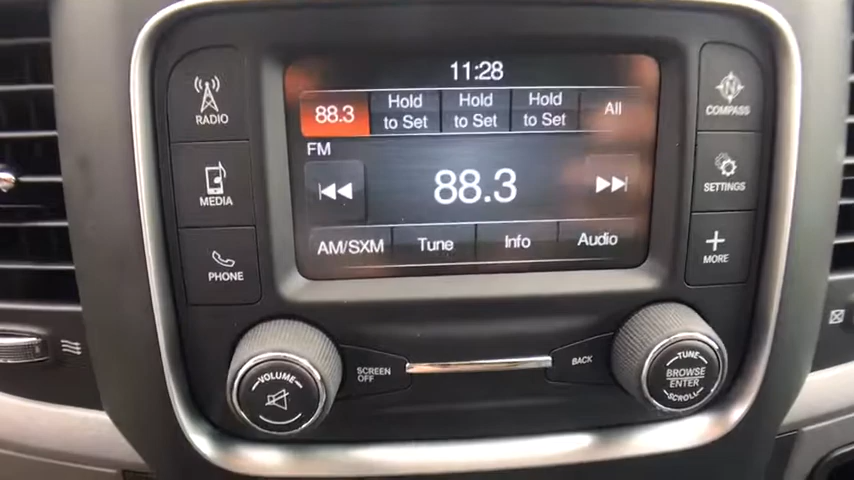 11:28
88.3 Hold to Set Hold to Set Hold to Set All
FM
88.3
AM/SXM Tune Info Audio
RADIO
MEDIA
PHONE
N
COMPASS
SETTINGS
MORE
VOLUME
SCREEN OFF
BACK
TUNE
BROWSE
ENTER
SCROLL